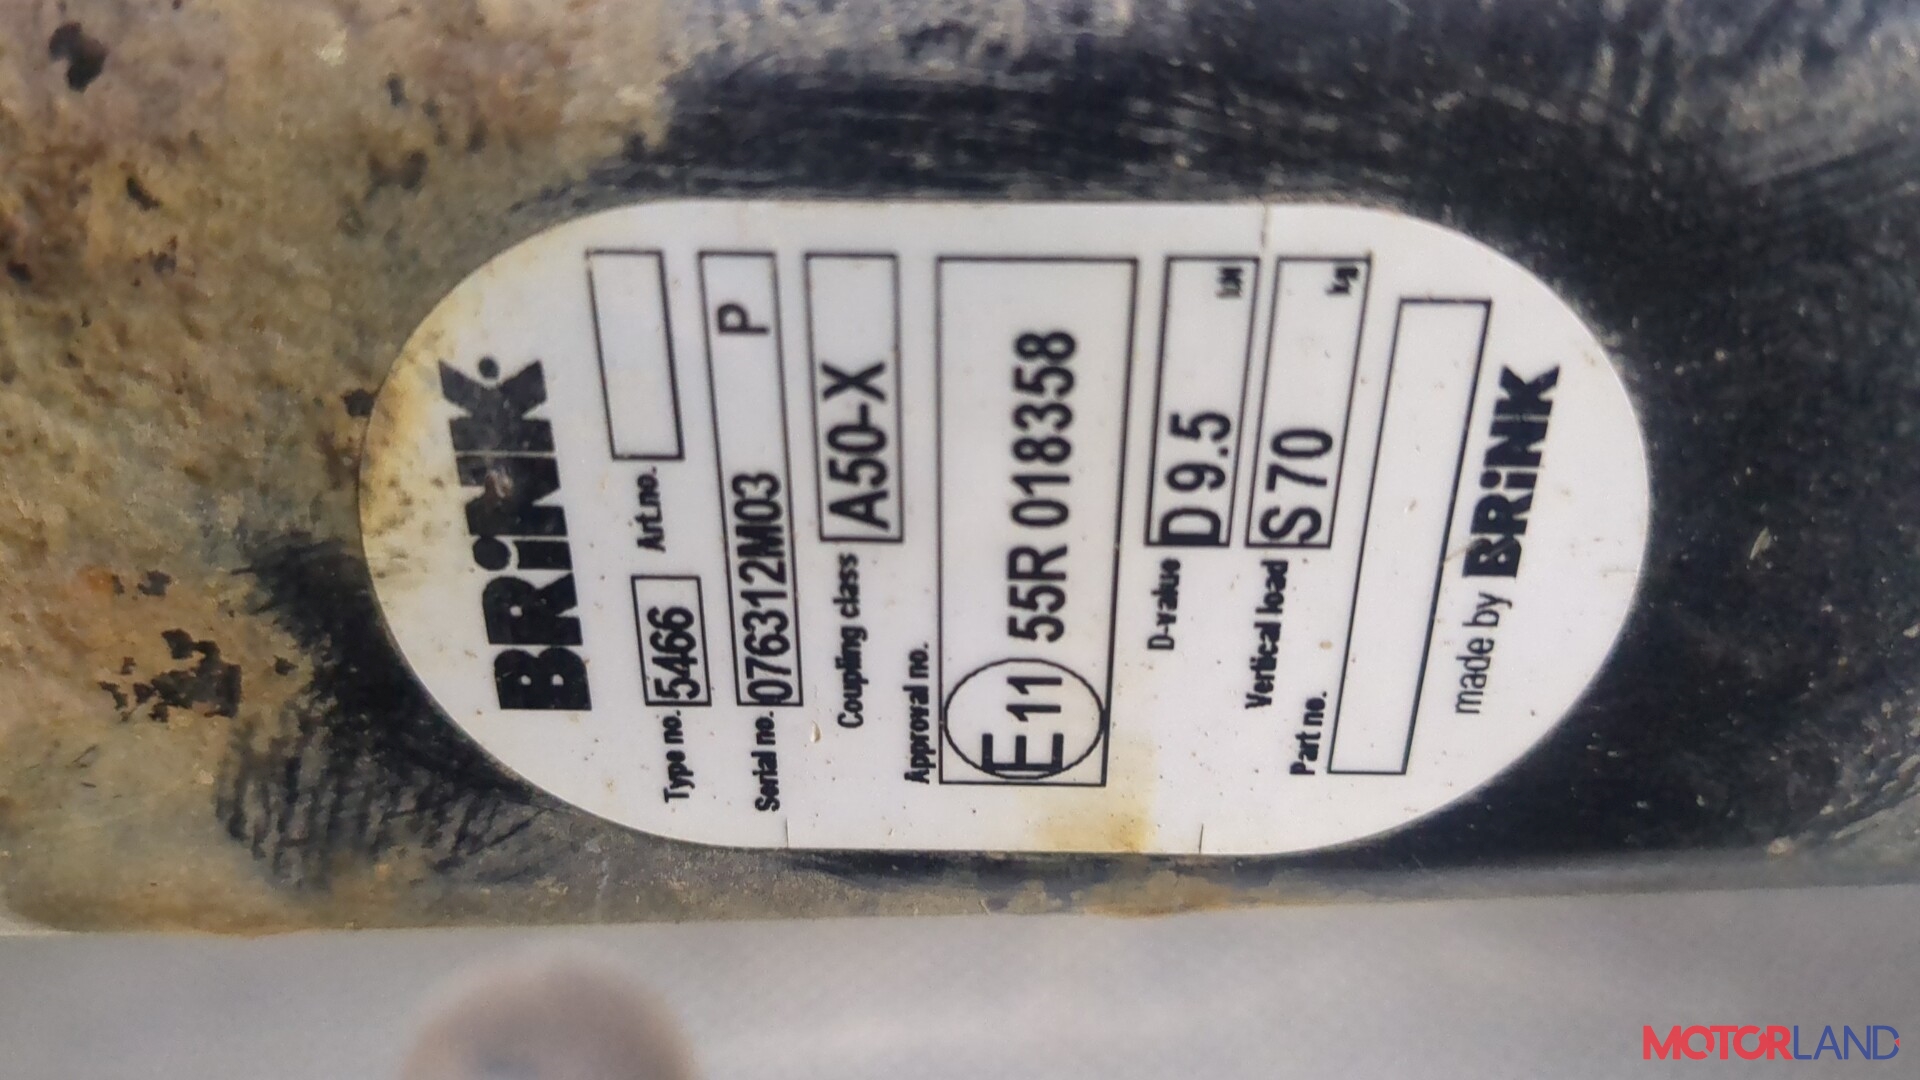 BRiNK
Type no. 5466 Art.no.
Serial no. 076312M03 P
Coupling class A50-X
Approval no.
E11 55R 018358
D-value D 9.5 kN
Vertical load S 70 kg
Part no.
made by BRiNK
MOTORLAND